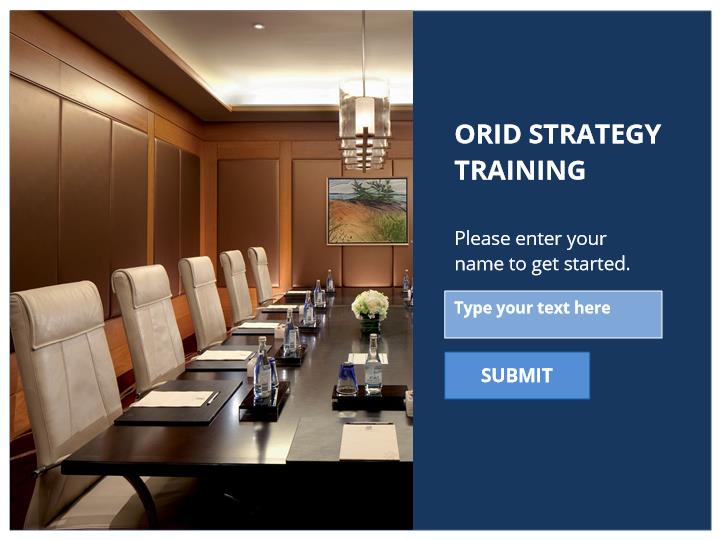 ORID STRATEGY
TRAINING
Please enter your
name to get started.
Type your text here
SUBMIT